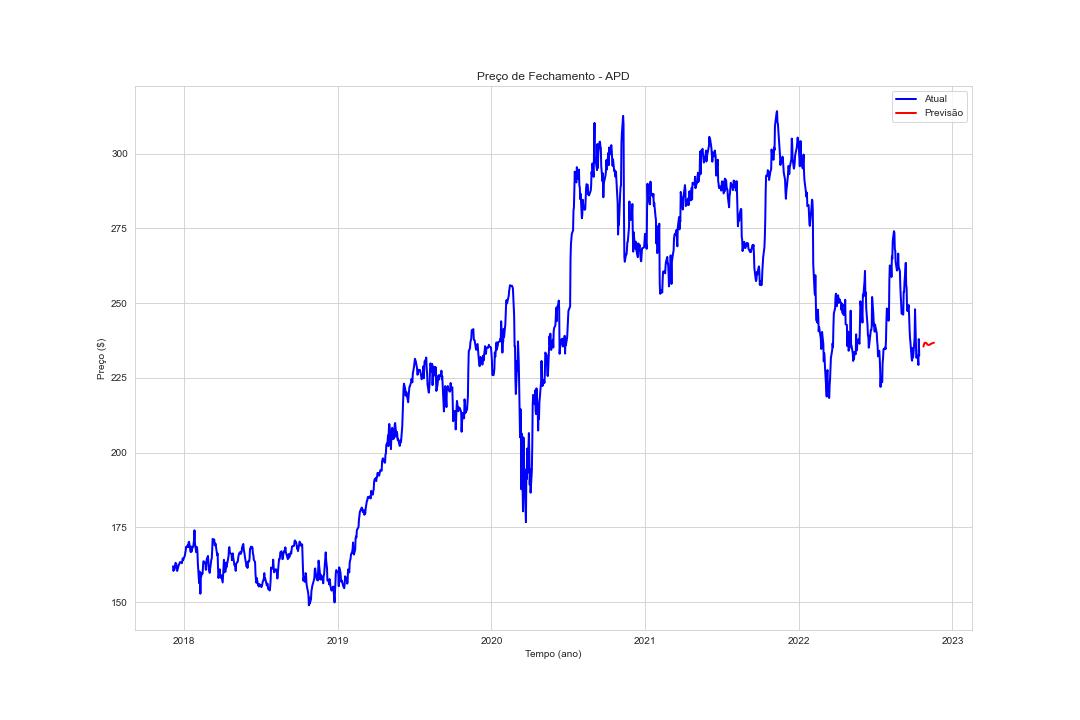 Preço de Fechamento - APD
Atual
Previsão
Preço ($)
300
275
250
225
200
175
150
2018
2019
2020
2021
2022
2023
Tempo (ano)